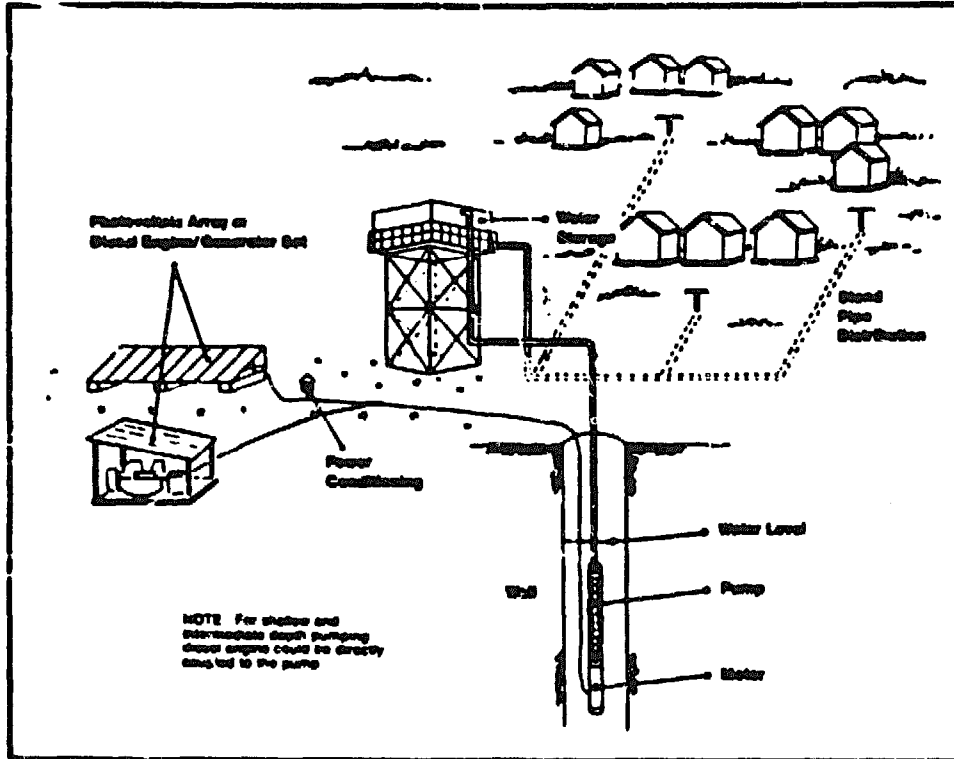 Photovoltaic Array or
Diesel Engine/Generator Set
Water
Storage
Stand
Pipe
Distribution
Power
Conditioning
Water Level
Well
Pump
Motor
NOTE For shallow and
intermediate depth pumping
diesel engine could be directly
coupled to the pump